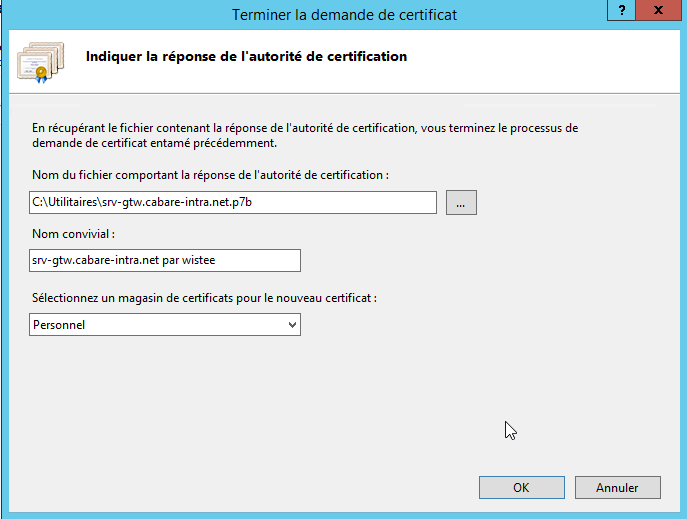 Terminer la demande de certificat
?
x
Indiquer la réponse de l'autorité de certification
En récupérant le fichier contenant la réponse de l'autorité de certification, vous terminez le processus de
demande de certificat entamé précédemment.
Nom du fichier comportant la réponse de l'autorité de certification :
C:\Utilitaires\srv-gtw.cabare-intra.net.p7b
...
Nom convivial :
srv-gtw.cabare-intra.net par wistee
Sélectionnez un magasin de certificats pour le nouveau certificat :
Personnel
OK
Annuler